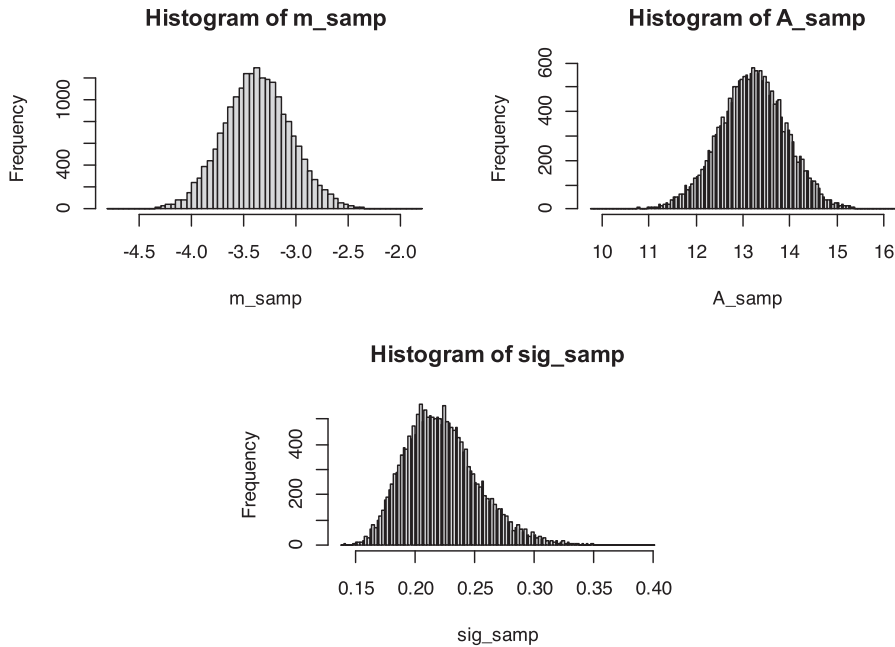 Histogram of m_samp
Frequency
0 400 1000
-4.5 -4.0 -3.5 -3.0 -2.5 -2.0
m_samp
Histogram of A_samp
Frequency
0 200 400 600
10 11 12 13 14 15 16
A_samp
Histogram of sig_samp
Frequency
0 200 400
0.15 0.20 0.25 0.30 0.35 0.40
sig_samp